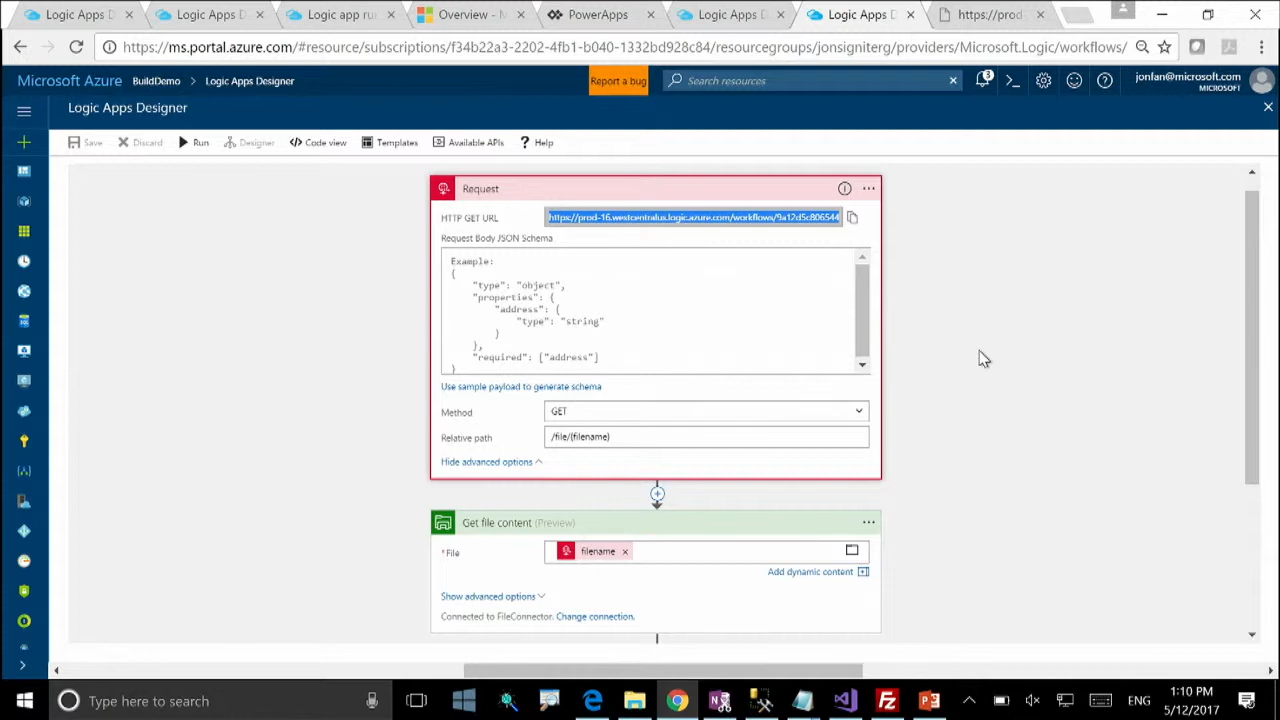 Logic Apps D
Logic Apps D
Logic app ru
Overview - M
PowerApps
Logic Apps D
Logic Apps D
https://prod
https://ms.portal.azure.com/#resource/subscriptions/f34b22a3-2202-4fb1-b040-1332bd928c84/resourcegroups/jonsigniterg/providers/Microsoft.Logic/workflows/
Microsoft Azure
BuildDemo
Logic Apps Designer
Report a bug
Search resources
3
jonfan@microsoft.com
MICROSOFT
Logic Apps Designer
Save
Discard
Run
Designer
Code view
Templates
Available APIs
Help
Request
HTTP GET URL
https://prod-16.westcentralus.logic.azure.com/workflows/9a12d5c806544
Request Body JSON Schema
Example:
{
"type": "object",
"properties": {
"address": {
"type": "string"
}
},
"required": ["address"]
}
Use sample payload to generate schema
Method
GET
Relative path
/file/{filename}
Hide advanced options
Get file content (Preview)
*File
filename x
Add dynamic content
Show advanced options
Connected to FileConnector. Change connection.
Type here to search
ENG
1:10 PM
5/12/2017